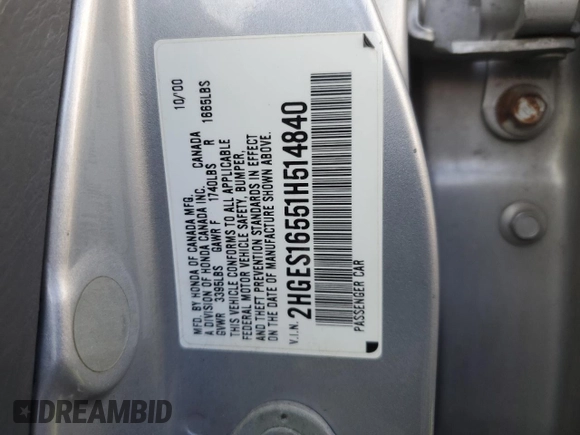 MFD. BY HONDA OF CANADA MFG. 10/00
A DIVISION OF HONDA CANADA INC. CANADA
GVWR 3395LBS GAWR F 1740LBS R 1665LBS
THIS VEHICLE CONFORMS TO ALL APPLICABLE
FEDERAL MOTOR VEHICLE SAFETY, BUMPER,
AND THEFT PREVENTION STANDARDS IN EFFECT
ON THE DATE OF MANUFACTURE SHOWN ABOVE.
V.I.N. 2HGES16551H514840
PASSENGER CAR
DREAMBID